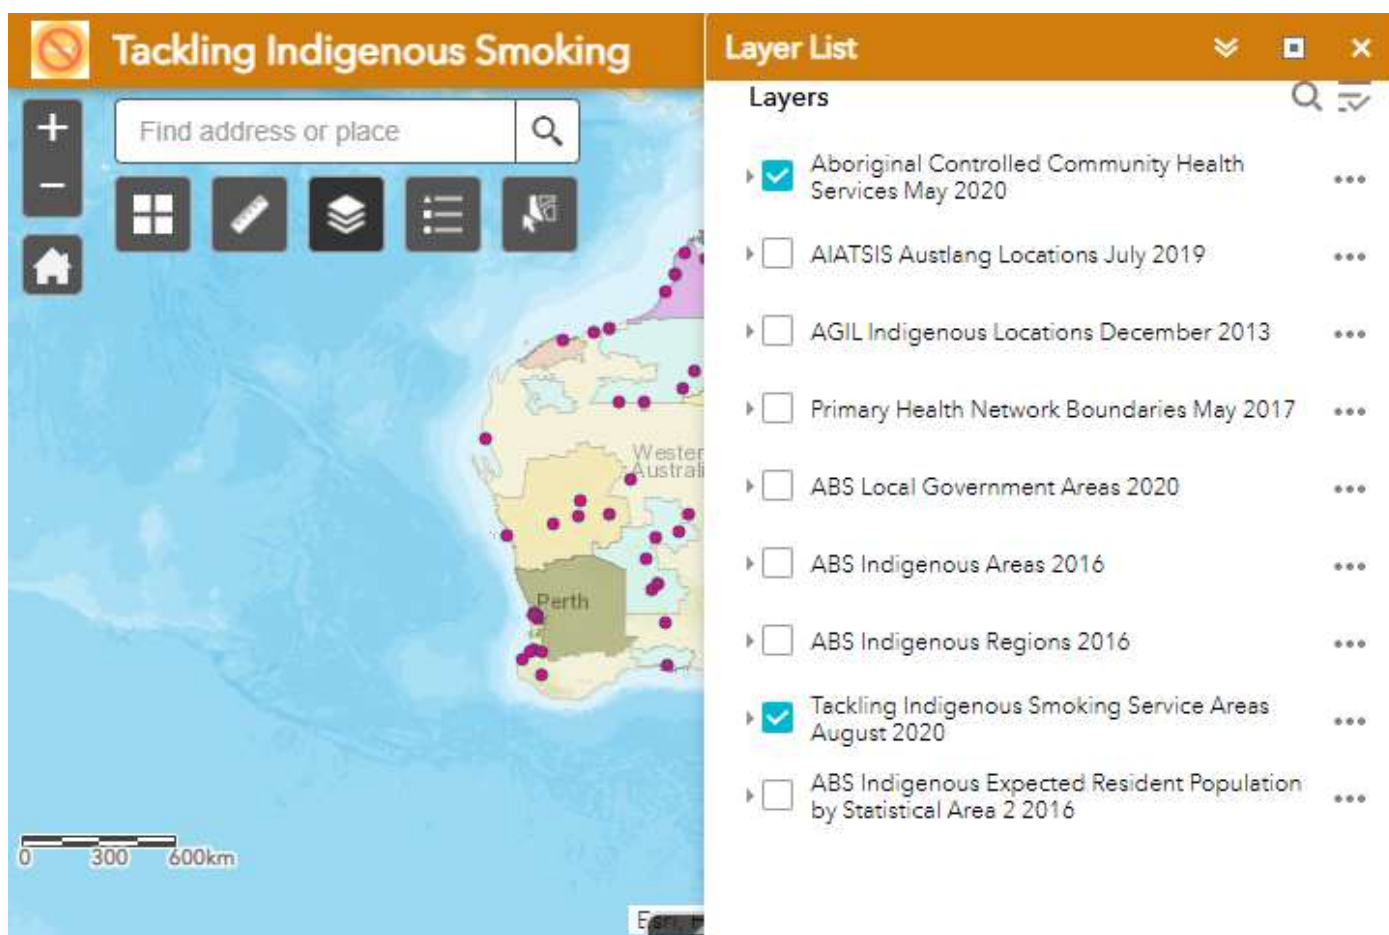 Tackling Indigenous Smoking
Layer List
Find address or place
Layers
Aboriginal Controlled Community Health
Services May 2020
AIATSIS Austlang Locations July 2019
AGIL Indigenous Locations December 2013
Primary Health Network Boundaries May 2017
ABS Local Government Areas 2020
ABS Indigenous Areas 2016
ABS Indigenous Regions 2016
Tackling Indigenous Smoking Service Areas
August 2020
ABS Indigenous Expected Resident Population
by Statistical Area 2 2016
Wester
Australi
Perth
0 300 600km
Esri,